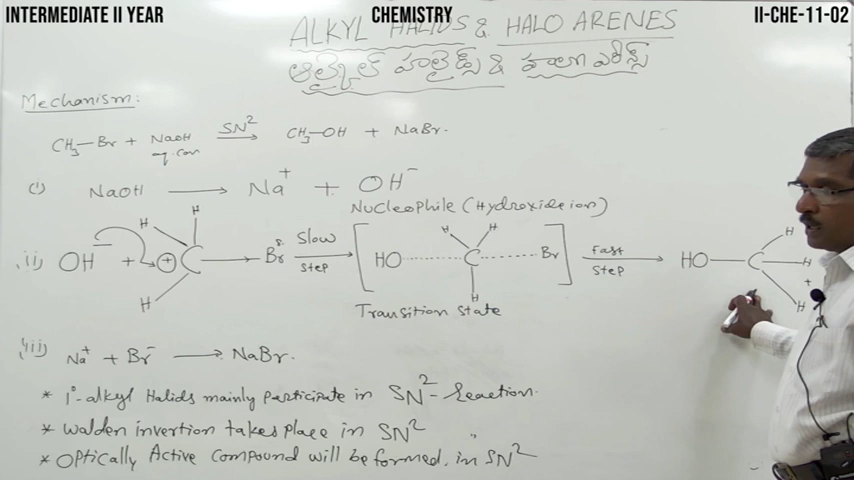 INTERMEDIATE II YEAR
CHEMISTRY
II-CHE-11-02
ALKYL HALIDS & HALO ARENES
ఆల్కైల్ హాలైడ్స్ & హాలో ఎరీన్స్
Mechanism:
CH₃—Br + NaOH aq.con SN² → CH₃—OH + NaBr.
(i) NaOH → Na⁺ + OH⁻
Nucleophile (Hydroxide ion)
(ii) OH⁻ + ⊕ C H H H → Br Slow Step → [HO ...... C H H H ...... Br] Fast Step → HO—C H H H +
Transition State
(iii) Na⁺ + Br⁻ → NaBr.
* 1°-alkyl Halids mainly participate in SN²-reaction.
* Walden invertion takes place in SN² "
* Optically Active Compound will be formed, in SN²